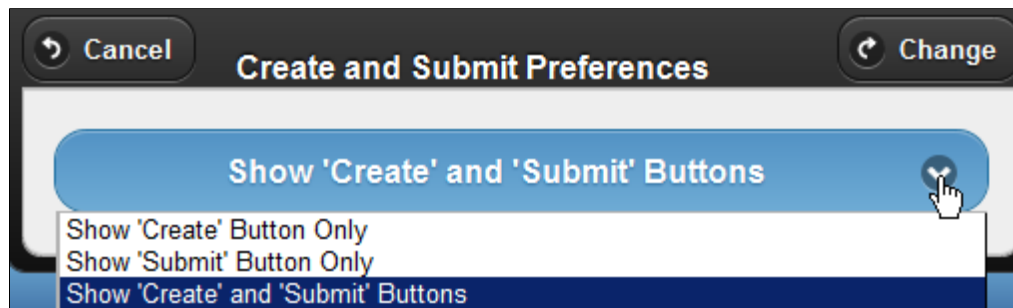 Cancel
Create and Submit Preferences
Change
Show 'Create' and 'Submit' Buttons
Show 'Create' Button Only
Show 'Submit' Button Only
Show 'Create' and 'Submit' Buttons